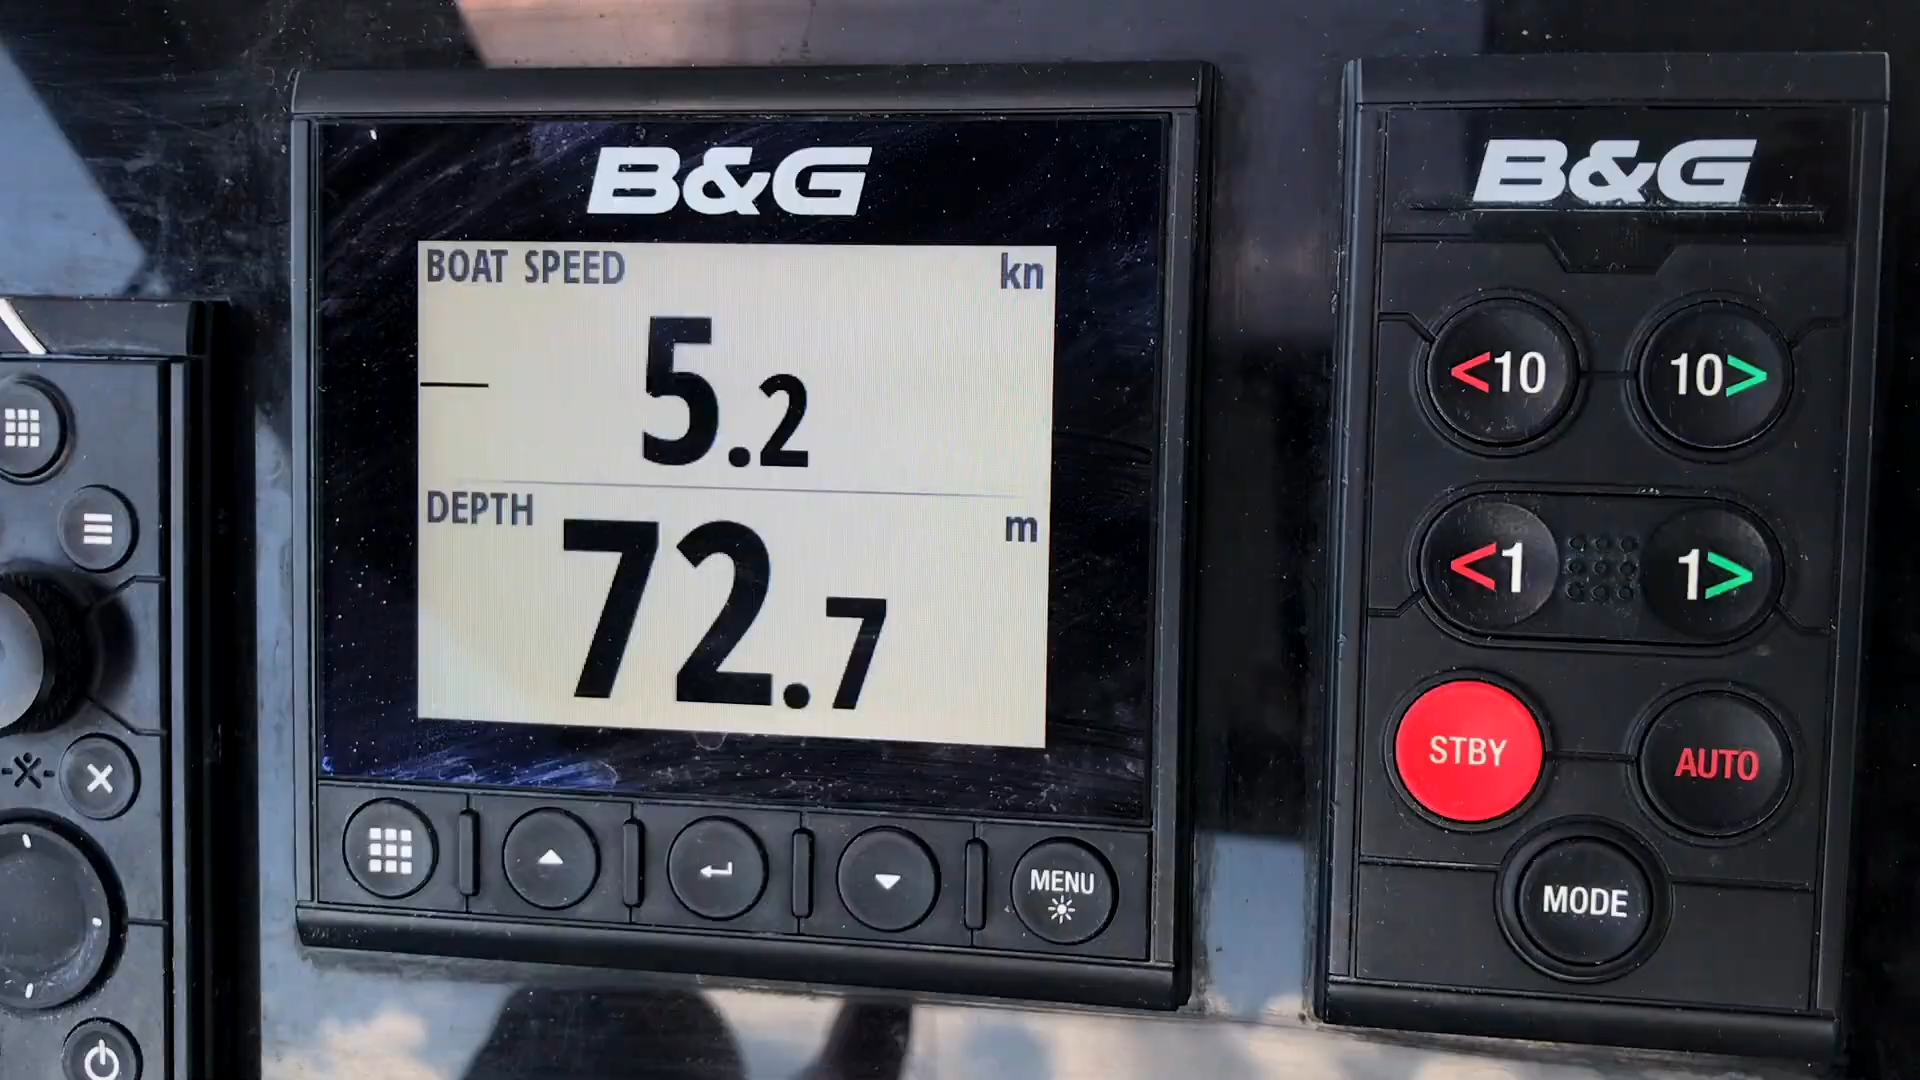 B&G
BOAT SPEED kn
5.2
DEPTH m
72.7
MENU
B&G
<10 10>
<1 1>
STBY AUTO
MODE